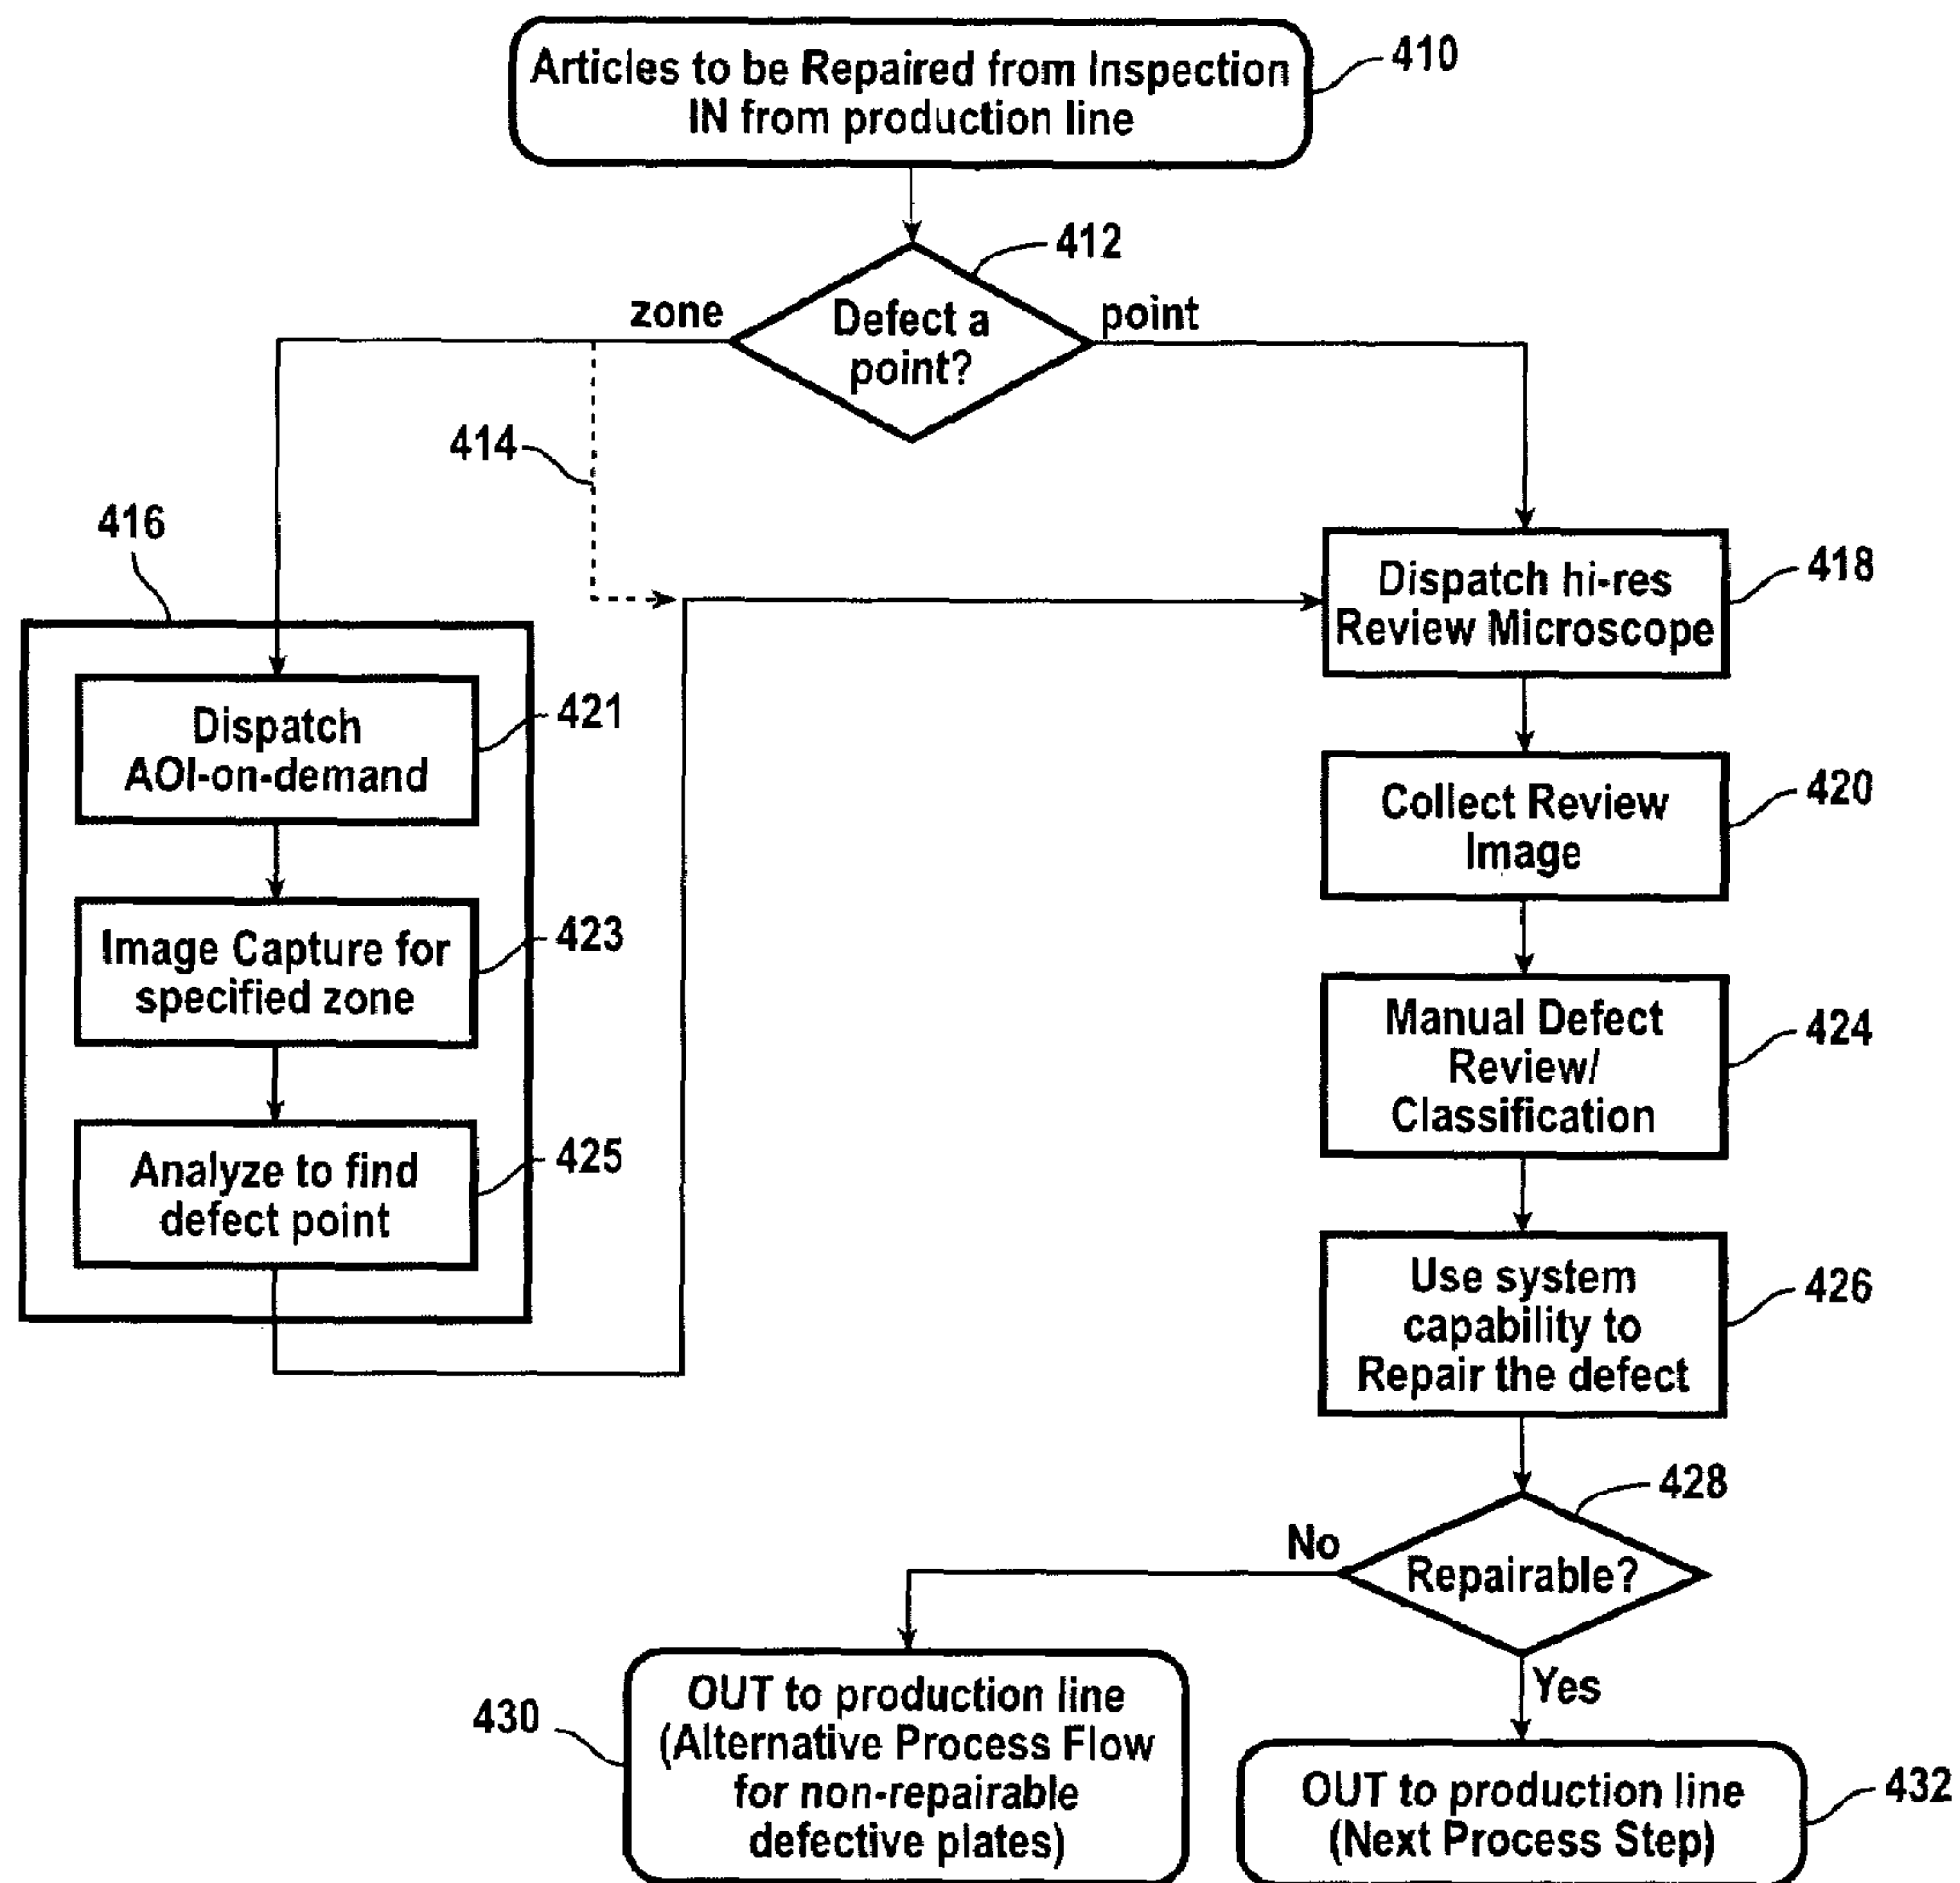 Articles to be Repaired from Inspection
IN from production line
410
412
zone
Defect a
point?
point
414
416
Dispatch hi-res
Review Microscope
418
Dispatch
AOI-on-demand
421
Collect Review
Image
420
Image Capture for
specified zone
423
Manual Defect
Review/
Classification
424
Analyze to find
defect point
425
Use system
capability to
Repair the defect
426
428
No
Repairable?
Yes
430
OUT to production line
(Alternative Process Flow
for non-repairable
defective plates)
OUT to production line
(Next Process Step)
432